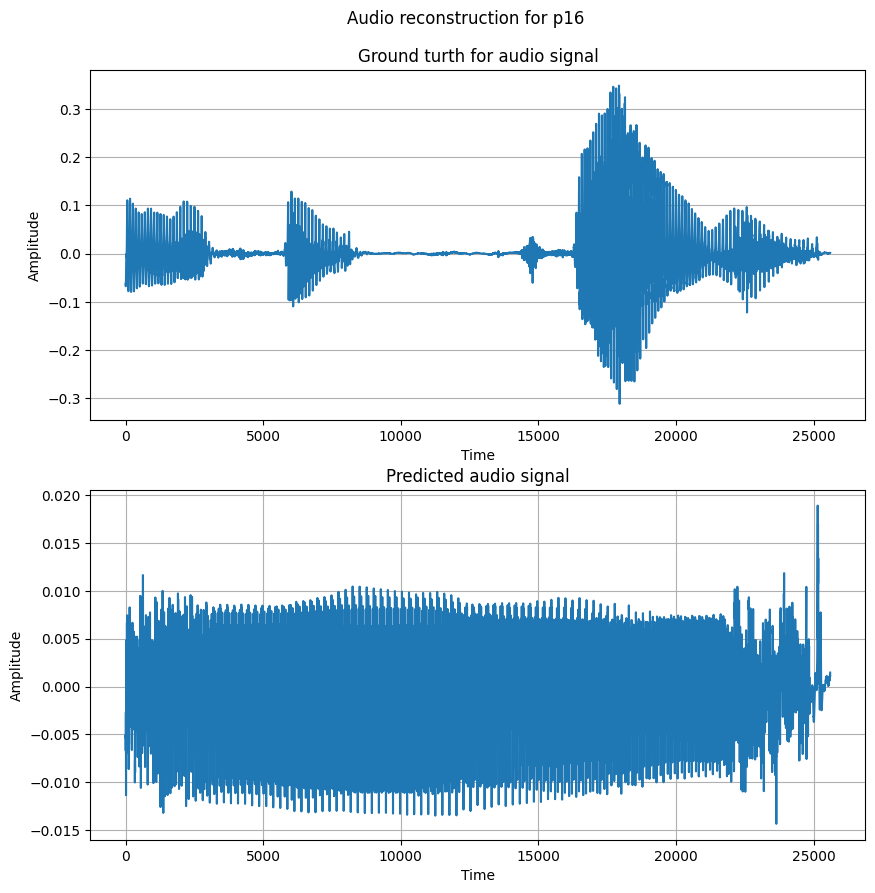 Audio reconstruction for p16
Ground turth for audio signal
0.3
0.2
0.1
0.0
−0.1
−0.2
−0.3
Amplitude
0 5000 10000 15000 20000 25000
Time
Predicted audio signal
0.020
0.015
0.010
0.005
0.000
−0.005
−0.010
−0.015
Amplitude
0 5000 10000 15000 20000 25000
Time